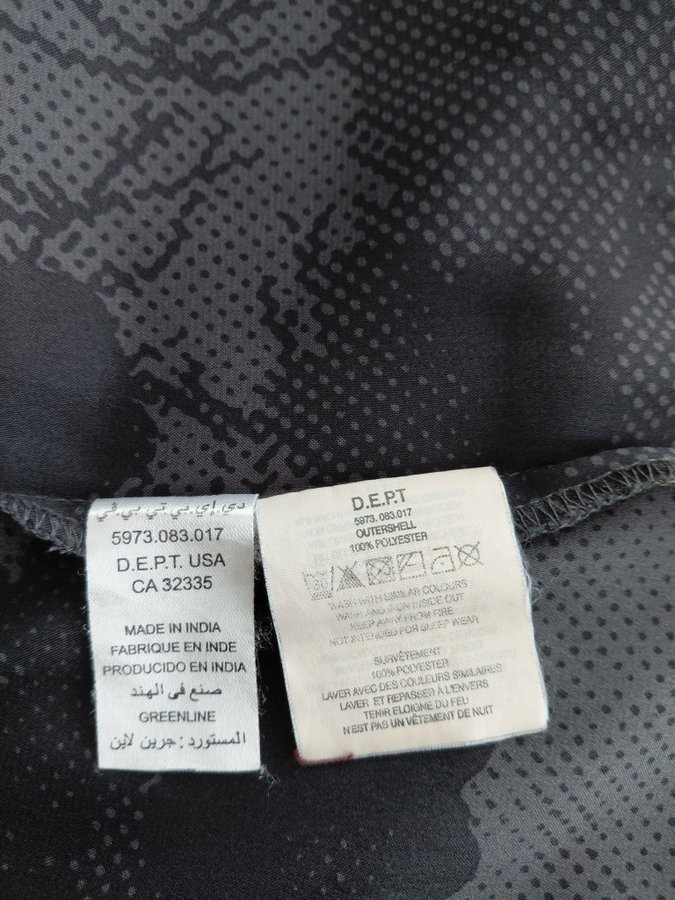 دي.إي.بي.تي.بي.في
5973.083.017
D.E.P.T. USA
CA 32335
MADE IN INDIA
FABRIQUE EN INDE
PRODUCIDO EN INDIA
صنع في الهند
GREENLINE
المستورد: جرين لاين
D.E.P.T
5973.083.017
OUTERSHELL
100% POLYESTER
WASH WITH SIMILAR COLOURS
WASH AND IRON INSIDE OUT
KEEP AWAY FROM FIRE
NOT INTENDED FOR SLEEP WEAR
SURVÊTEMENT
100% POLYESTER
LAVER AVEC DES COULEURS SIMILAIRES
LAVER ET REPASSER À L'ENVERS
TENIR ELOIGNE DU FEU
N'EST PAS UN VÊTEMENT DE NUIT